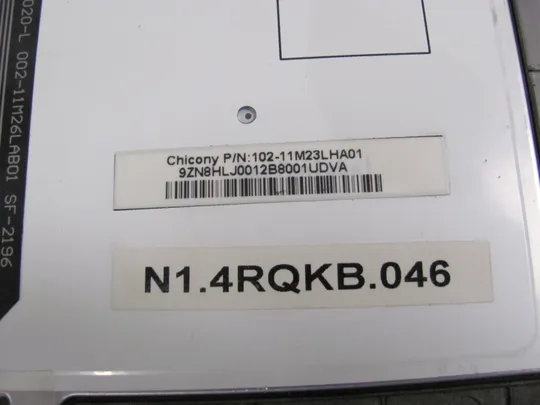 020-L 002-11M26LAB01 SF-2196
Chicony P/N:102-11M23LHA01
9ZN8HLJ0012B8001UDVA
N1.4RQKB.046